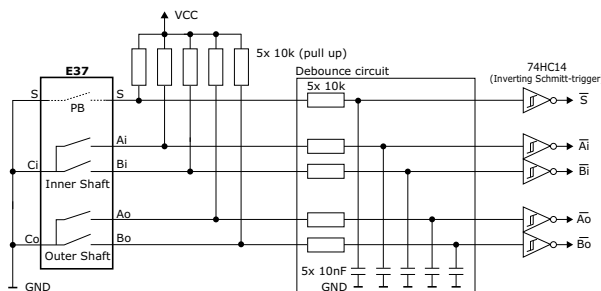 VCC
5x 10k (pull up)
E37
Debounce circuit
74HC14
(Inverting Schmitt-trigger
5x 10k
S
S
S
PB
Ai
Ai
Ci
Bi
Bi
Inner Shaft
Ao
Ao
Co
Bo
Bo
Outer Shaft
5x 10nF
GND
GND